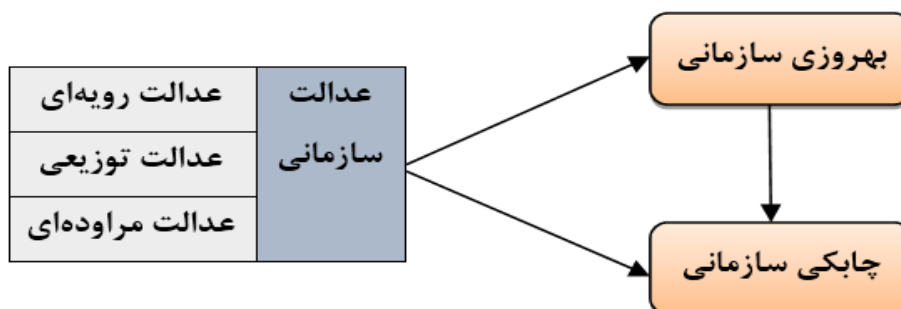 بهروزی سازمانی
عدالت
سازمانی
عدالت رویه‌ای
عدالت توزیعی
عدالت مراوده‌ای
چابکی سازمانی